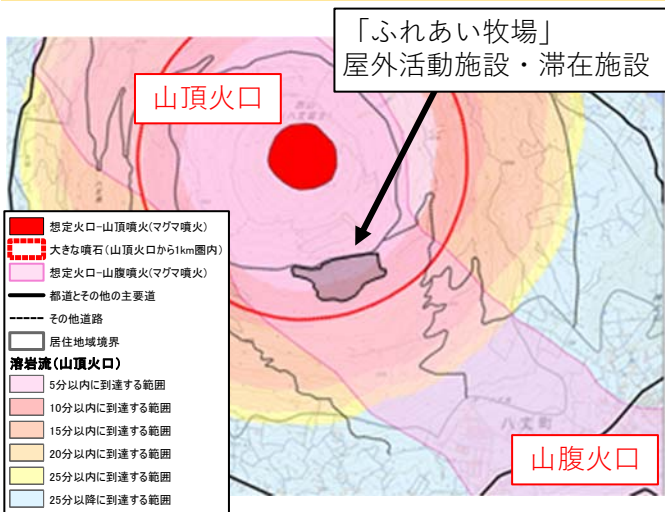 「ふれあい牧場」
屋外活動施設・滞在施設
山頂火口
想定火口-山頂噴火(マグマ噴火)
大きな噴石(山頂火口から1km圏内)
想定火口-山腹噴火(マグマ噴火)
都道とその他の主要道
その他道路
居住地域境界
溶岩流(山頂火口)
5分以内に到達する範囲
10分以内に到達する範囲
15分以内に到達する範囲
20分以内に到達する範囲
25分以内に到達する範囲
25分以降に到達する範囲
八丈町
山腹火口